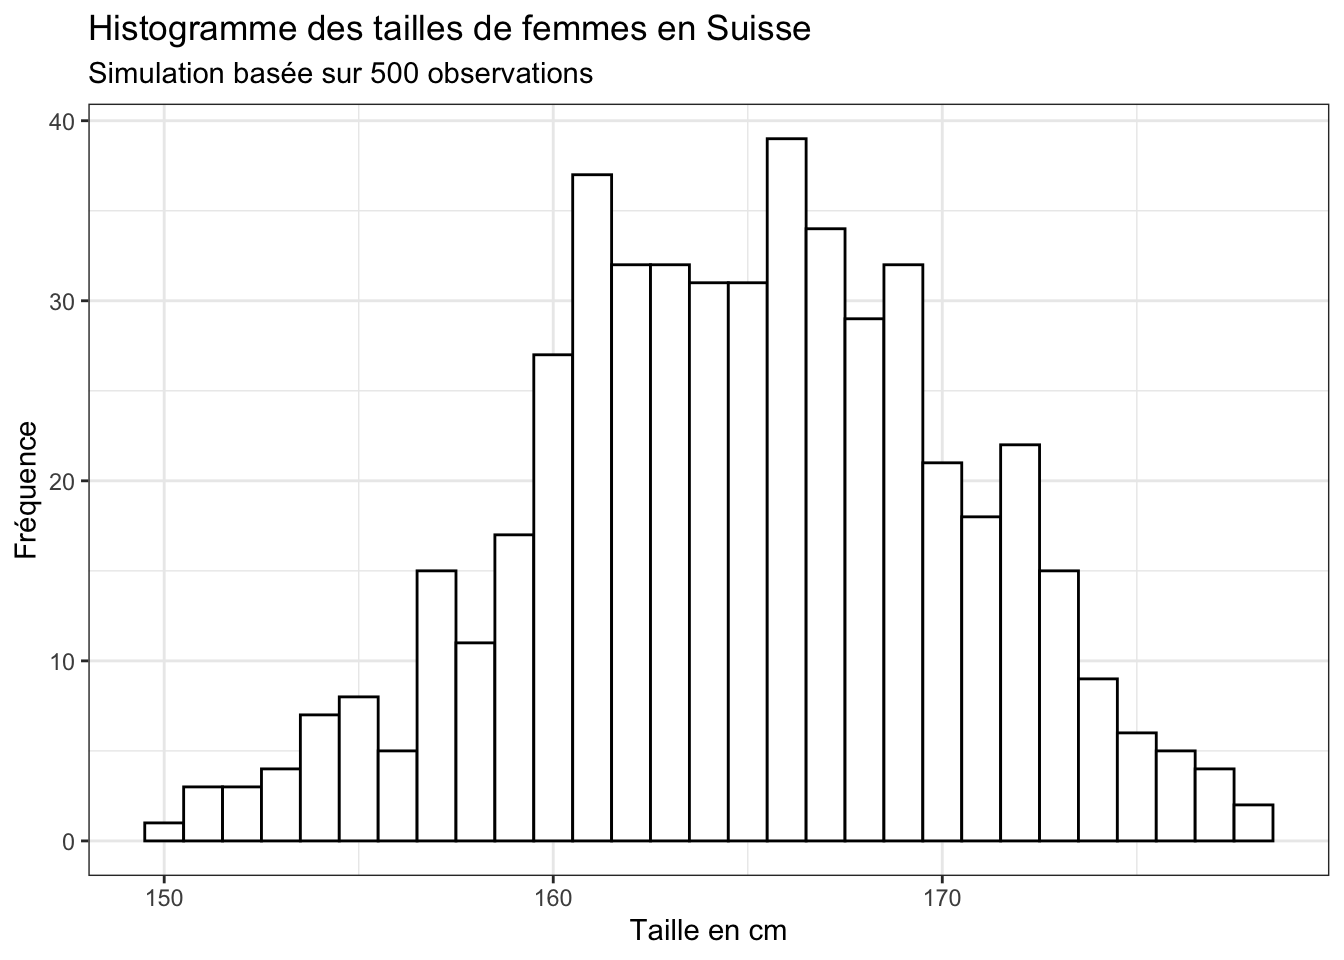 Histogramme des tailles de femmes en Suisse
Simulation basée sur 500 observations
40
30
20
10
0
Fréquence
150 160 170
Taille en cm